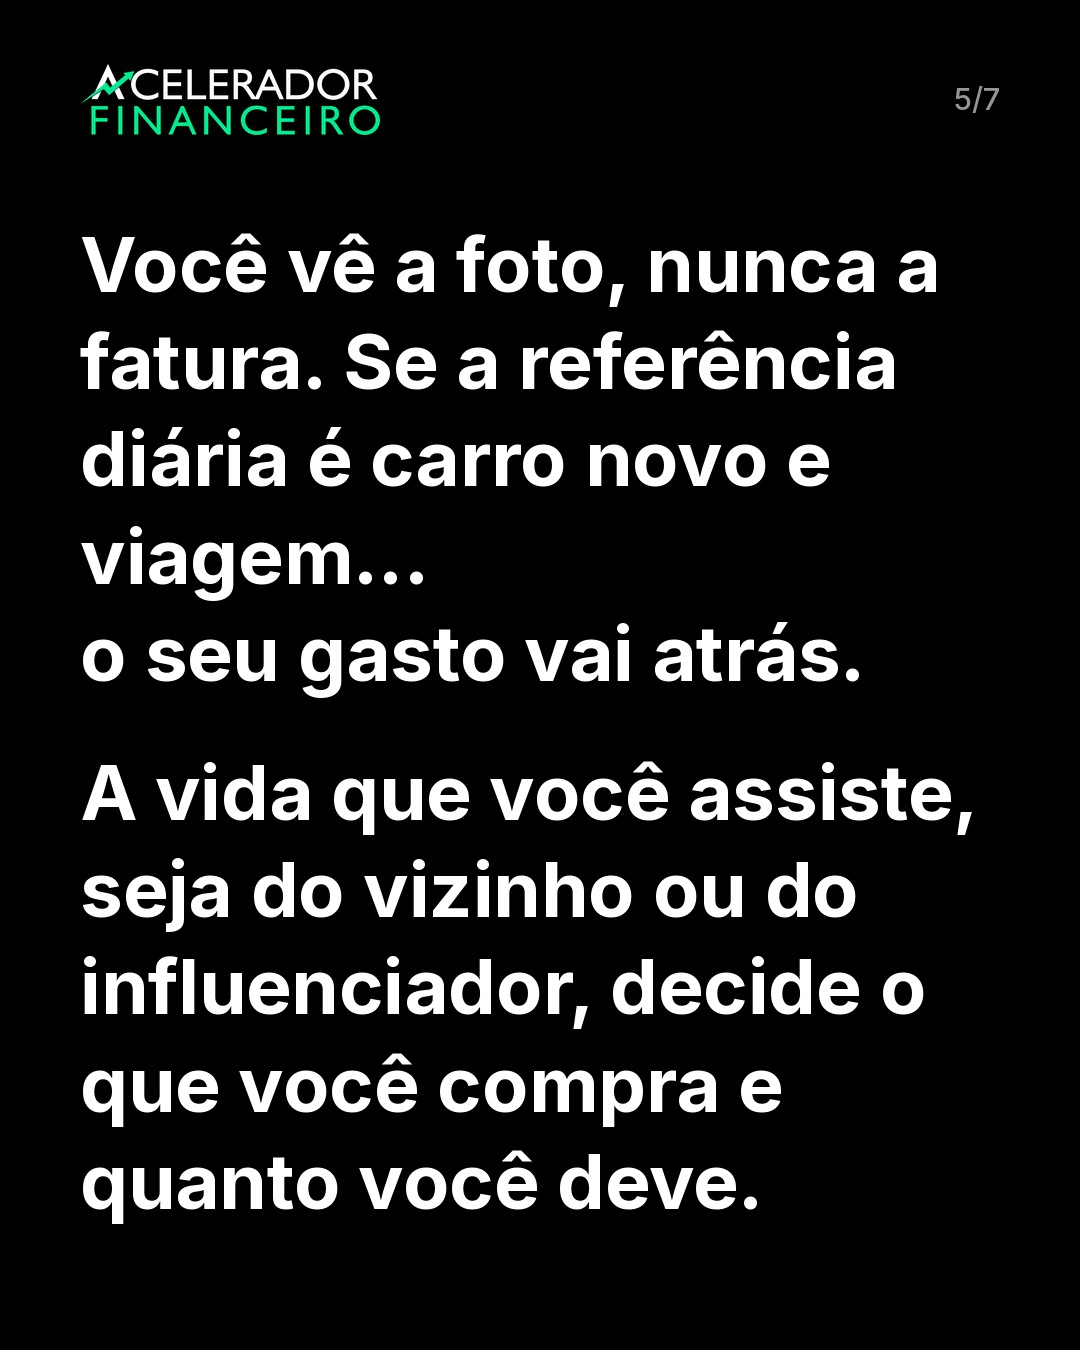 ACELERADOR
FINANCEIRO
5/7
Você vê a foto, nunca a
fatura. Se a referência
diária é carro novo e
viagem...
o seu gasto vai atrás.
A vida que você assiste,
seja do vizinho ou do
influenciador, decide o
que você compra e
quanto você deve.